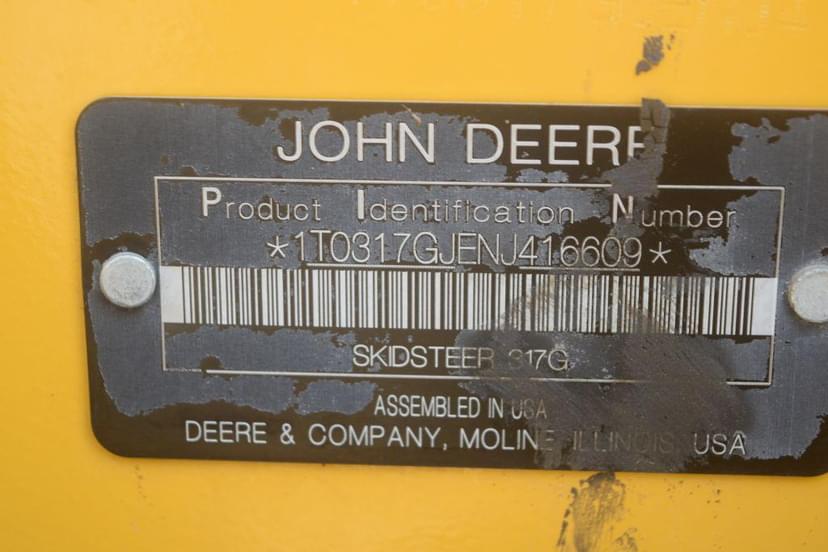 JOHN DEERE
Product Identification Number
*1T0317GJENJ416609*
SKIDSTEER 317G
ASSEMBLED IN USA
DEERE & COMPANY, MOLINE ILLINOIS, USA